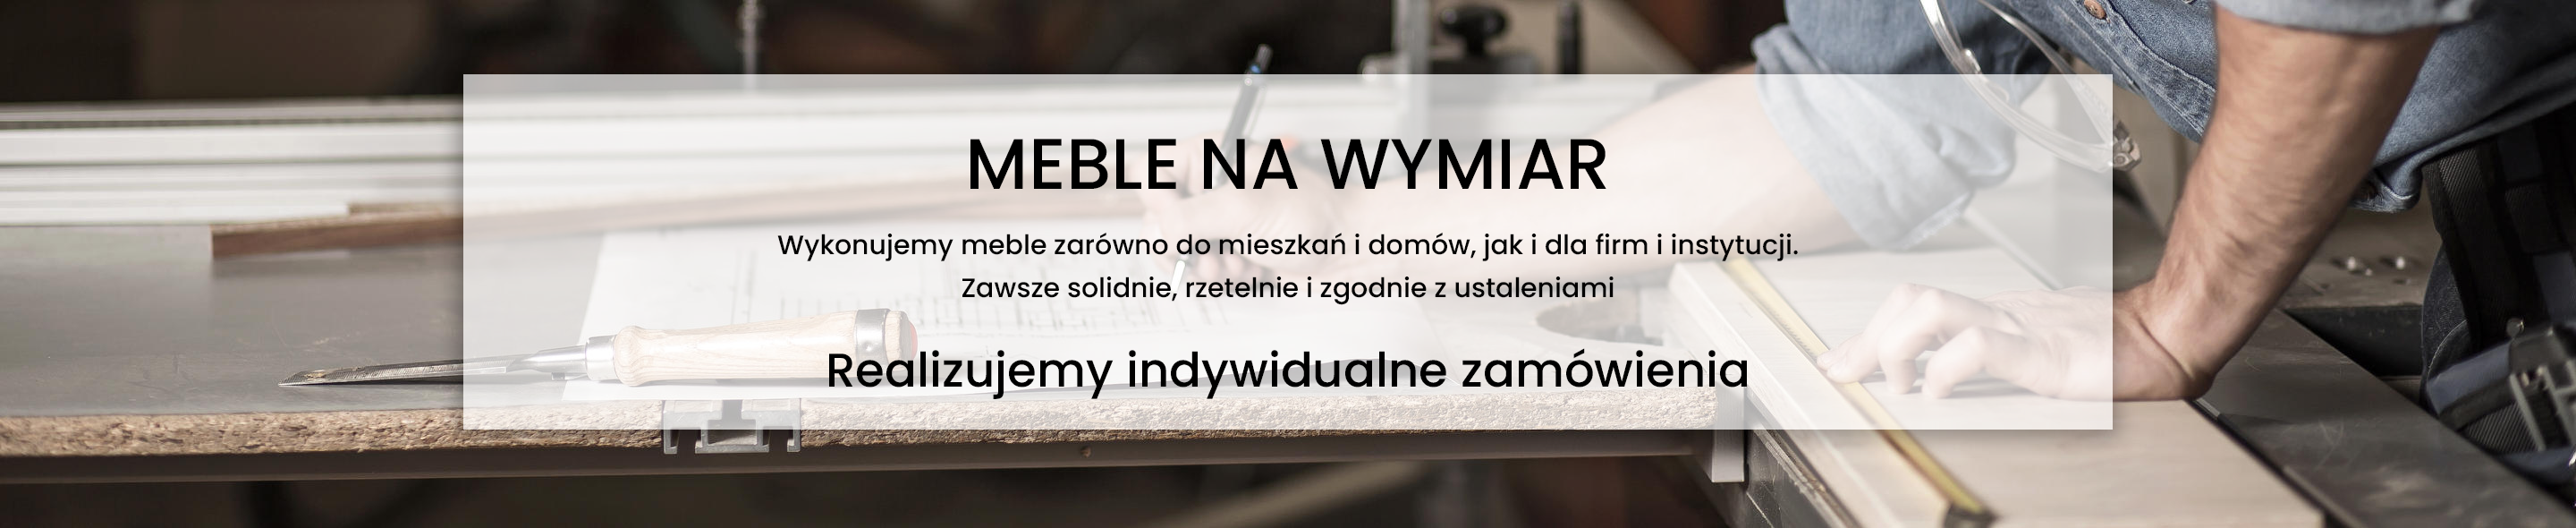 MEBLE NA WYMIAR
Wykonujemy meble zarówno do mieszkań i domów, jak i dla firm i instytucji.
Zawsze solidnie, rzetelnie i zgodnie z ustaleniami
Realizujemy indywidualne zamówienia